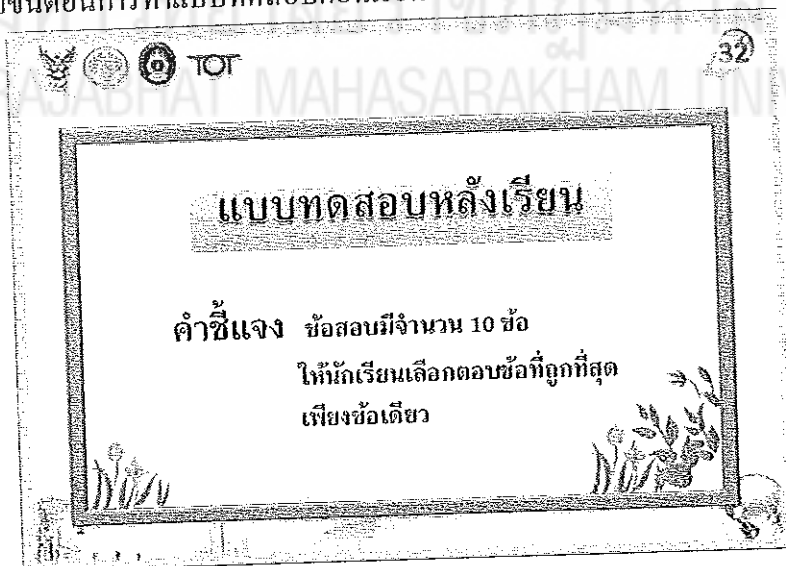 TOT
32
RAJABHAT MAHASARAKHAM UNI
แบบทดสอบหลังเรียน
คำชี้แจง ข้อสอบมีจำนวน 10 ข้อ
ให้นักเรียนเลือกตอบข้อที่ถูกที่สุด
เพียงข้อเดียว